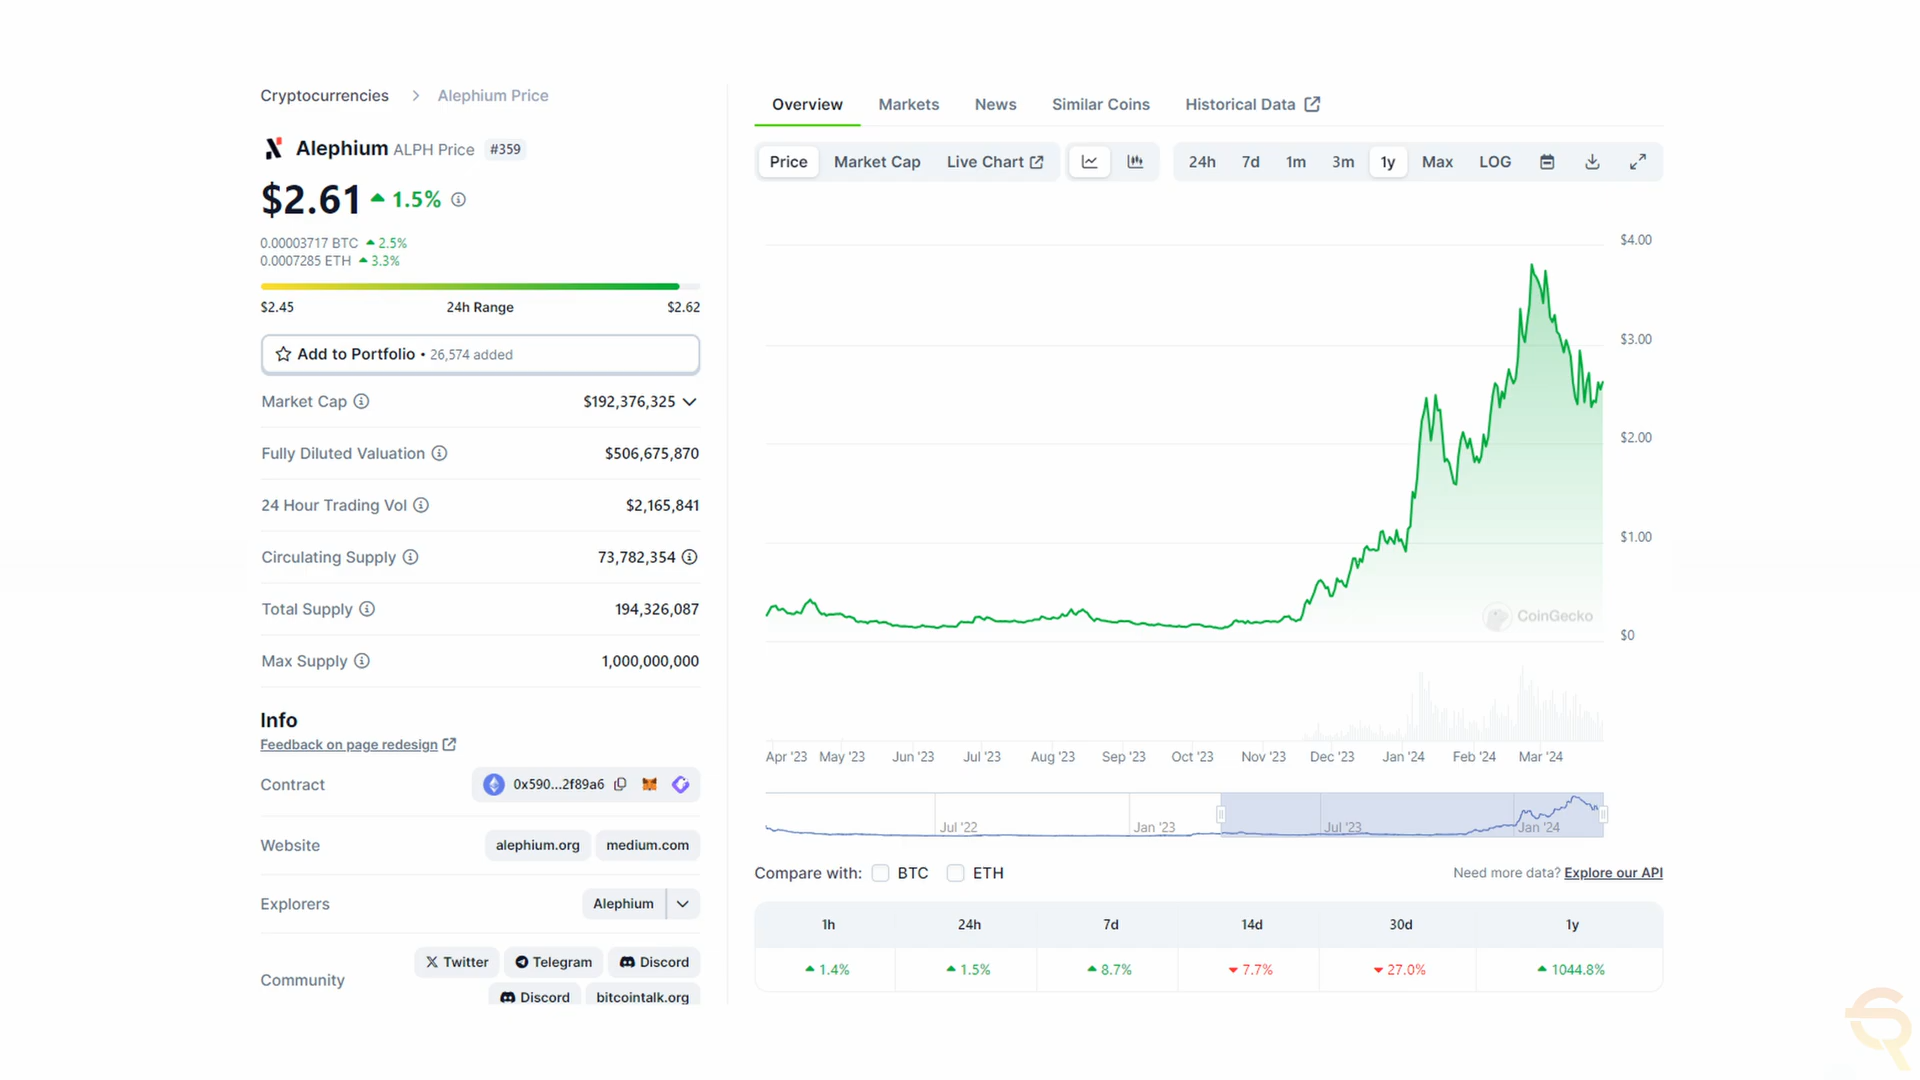 Cryptocurrencies > Alephium Price
Alephium ALPH Price #359
$2.61 1.5%
0.00003717 BTC 2.5%
0.0007285 ETH 3.3%
$2.45 24h Range $2.62
Add to Portfolio • 26,574 added
Market Cap $192,376,325
Fully Diluted Valuation $506,675,870
24 Hour Trading Vol $2,165,841
Circulating Supply 73,782,354
Total Supply 194,326,087
Max Supply 1,000,000,000
Info
Feedback on page redesign
Contract 0x590...2f89a6
Website alephium.org medium.com
Explorers Alephium
Community Twitter Telegram Discord
Discord bitcointalk.org
Overview Markets News Similar Coins Historical Data
Price Market Cap Live Chart 24h 7d 1m 3m 1y Max LOG
$4.00
$3.00
$2.00
$1.00
CoinGecko
$0
Apr '23 May '23 Jun '23 Jul '23 Aug '23 Sep '23 Oct '23 Nov '23 Dec '23 Jan '24 Feb '24 Mar '24
Jul '22 Jan '23 Jul '23 Jan '24
Compare with: BTC ETH Need more data? Explore our API
1h 24h 7d 14d 30d 1y
1.4% 1.5% 8.7% 7.7% 27.0% 1044.8%